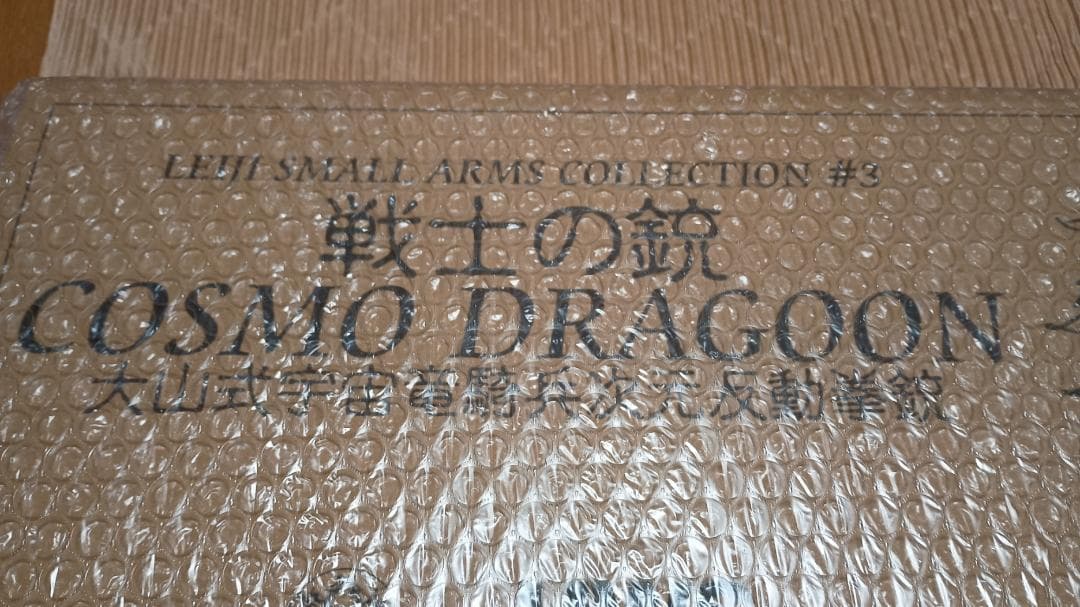 LEIJI SMALL ARMS COLLECTION #3
戦士の銃
COSMO DRAGOON
大山式宇宙竜騎兵次元反動拳銃